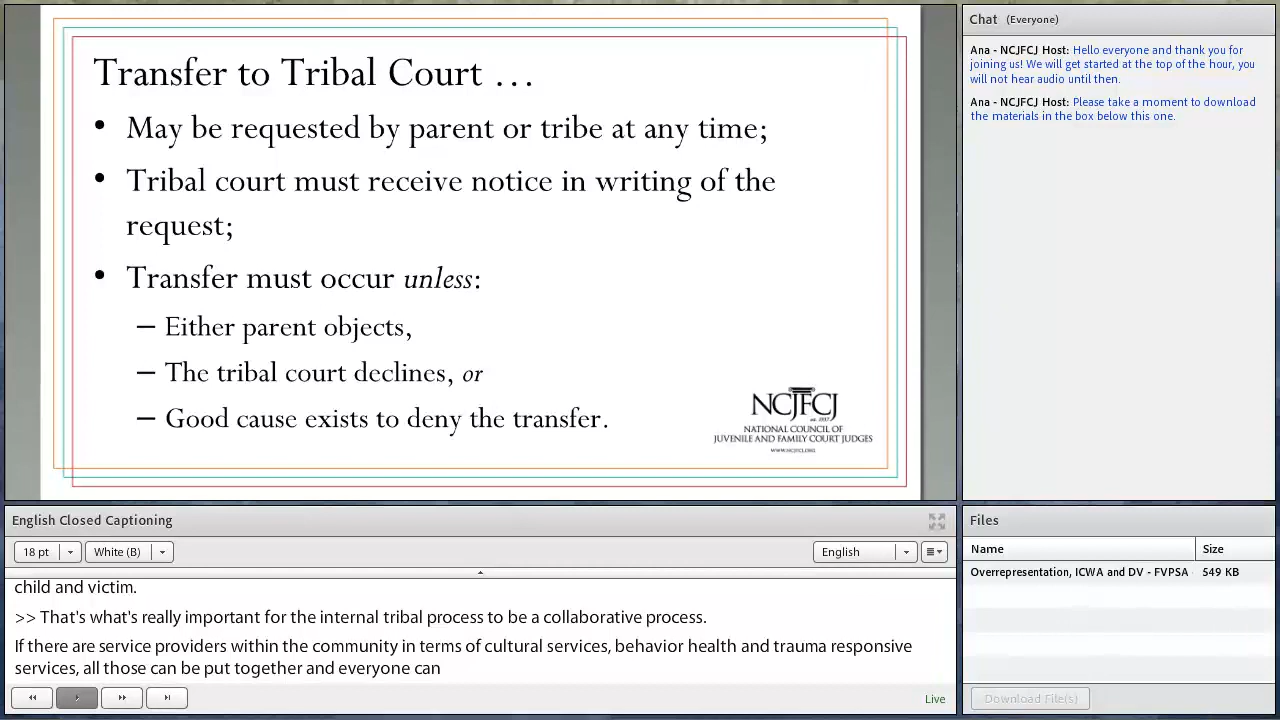 Transfer to Tribal Court ...
• May be requested by parent or tribe at any time;
• Tribal court must receive notice in writing of the
request;
• Transfer must occur unless:
– Either parent objects,
– The tribal court declines, or
– Good cause exists to deny the transfer.
NCJFCJ
est. 1937
NATIONAL COUNCIL OF
JUVENILE AND FAMILY COURT JUDGES
WWW.NCJFCJ.ORG
Chat (Everyone)
Ana - NCJFCJ Host: Hello everyone and thank you for
joining us! We will get started at the top of the hour, you
will not hear audio until then.
Ana - NCJFCJ Host: Please take a moment to download
the materials in the box below this one.
English Closed Captioning
18 pt White (B) English
child and victim.
>> That's what's really important for the internal tribal process to be a collaborative process.
If there are service providers within the community in terms of cultural services, behavior health and trauma responsive
services, all those can be put together and everyone can
Live
Files
Name Size
Overrepresentation, ICWA and DV - FVPSA 549 KB
Download File(s)